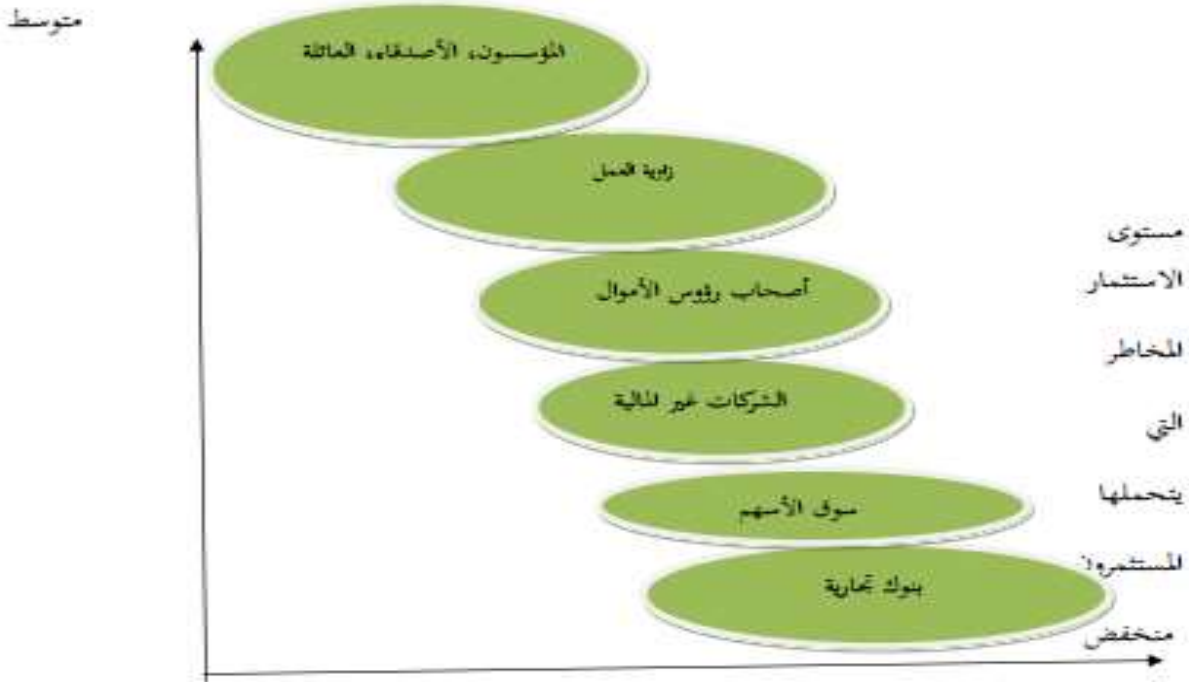 متوسط
المؤسسون، الأصدقاء، العائلة
زاوية العمل
أصحاب رؤوس الأموال
الشركات غير المالية
سوق الأسهم
بنوك تجارية
مستوى
الاستثمار
المخاطر
التي
يتحملها
المستثمرون
منخفض